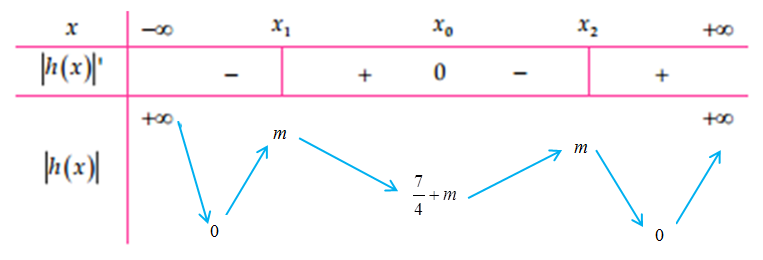 x −∞ x₁ x₀ x₂ +∞
|h(x)|' − + 0 − +
+∞ +∞
m m
|h(x)| 7/4 + m
0 0